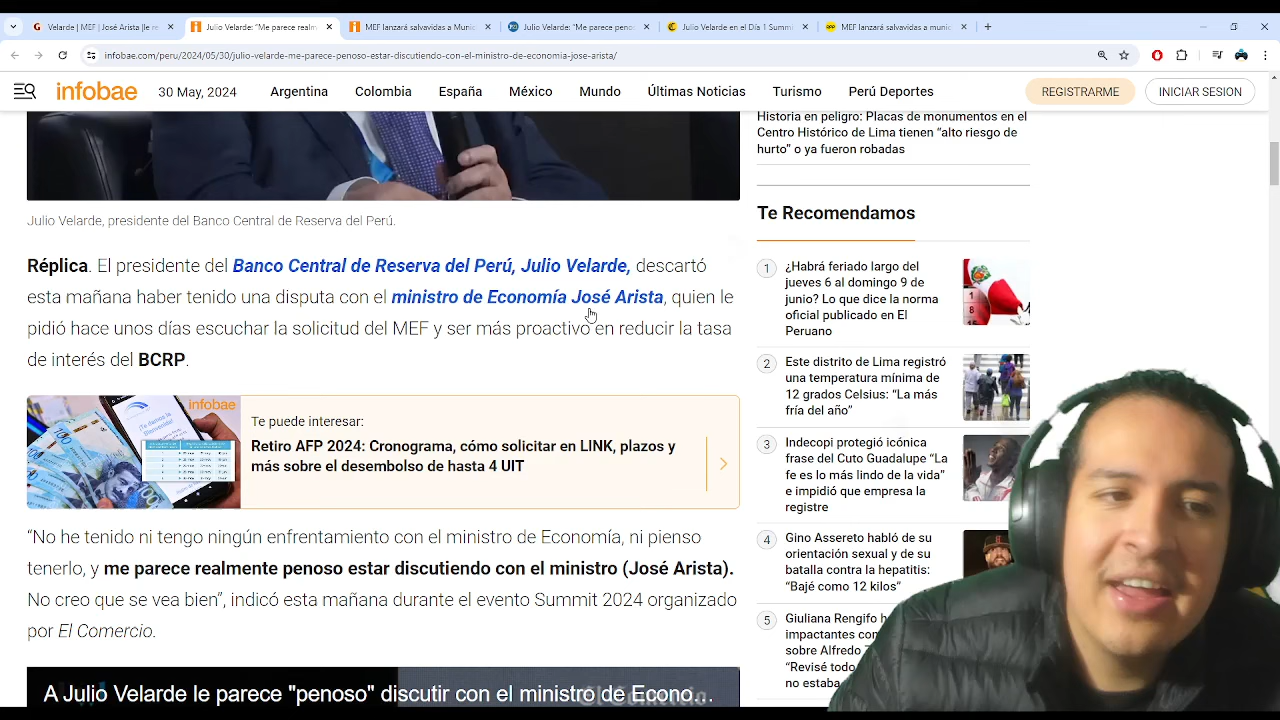 Velarde | MEF | José Arista [le re
Julio Velarde: “Me parece realm
MEF lanzará salvavidas a Munic
Julio Velarde: "Me parece peno
Julio Velarde en el Día 1 Summi
MEF lanzará salvavidas a munic
infobae.com/peru/2024/05/30/julio-velarde-me-parece-penoso-estar-discutiendo-con-el-ministro-de-economia-jose-arista/
infobae
30 May, 2024
Argentina
Colombia
España
México
Mundo
Últimas Noticias
Turismo
Perú Deportes
REGISTRARME
INICIAR SESION
Julio Velarde, presidente del Banco Central de Reserva del Perú.
Réplica. El presidente del Banco Central de Reserva del Perú, Julio Velarde, descartó
esta mañana haber tenido una disputa con el ministro de Economía José Arista, quien le
pidió hace unos días escuchar la solicitud del MEF y ser más proactivo en reducir la tasa
de interés del BCRP.
infobae
Te puede interesar:
Retiro AFP 2024: Cronograma, cómo solicitar en LINK, plazos y
más sobre el desembolso de hasta 4 UIT
“No he tenido ni tengo ningún enfrentamiento con el ministro de Economía, ni pienso
tenerlo, y me parece realmente penoso estar discutiendo con el ministro (José Arista).
No creo que se vea bien”, indicó esta mañana durante el evento Summit 2024 organizado
por El Comercio.
A Julio Velarde le parece "penoso" discutir con el ministro de Econo...
Historia en peligro: Placas de monumentos en el
Centro Histórico de Lima tienen “alto riesgo de
hurto” o ya fueron robadas
Te Recomendamos
1
¿Habrá feriado largo del
jueves 6 al domingo 9 de
junio? Lo que dice la norma
oficial publicado en El
Peruano
2
Este distrito de Lima registró
una temperatura mínima de
12 grados Celsius: “La más
fría del año”
3
Indecopi protegió icónica
frase del Cuto Guadalupe “La
fe es lo más lindo de la vida”
e impidió que empresa la
registre
4
Gino Assereto habló de su
orientación sexual y de su
batalla contra la hepatitis:
“Bajé como 12 kilos”
5
Giuliana Rengifo
impactantes
sobre Alfredo
“Revisé todo
no estaba